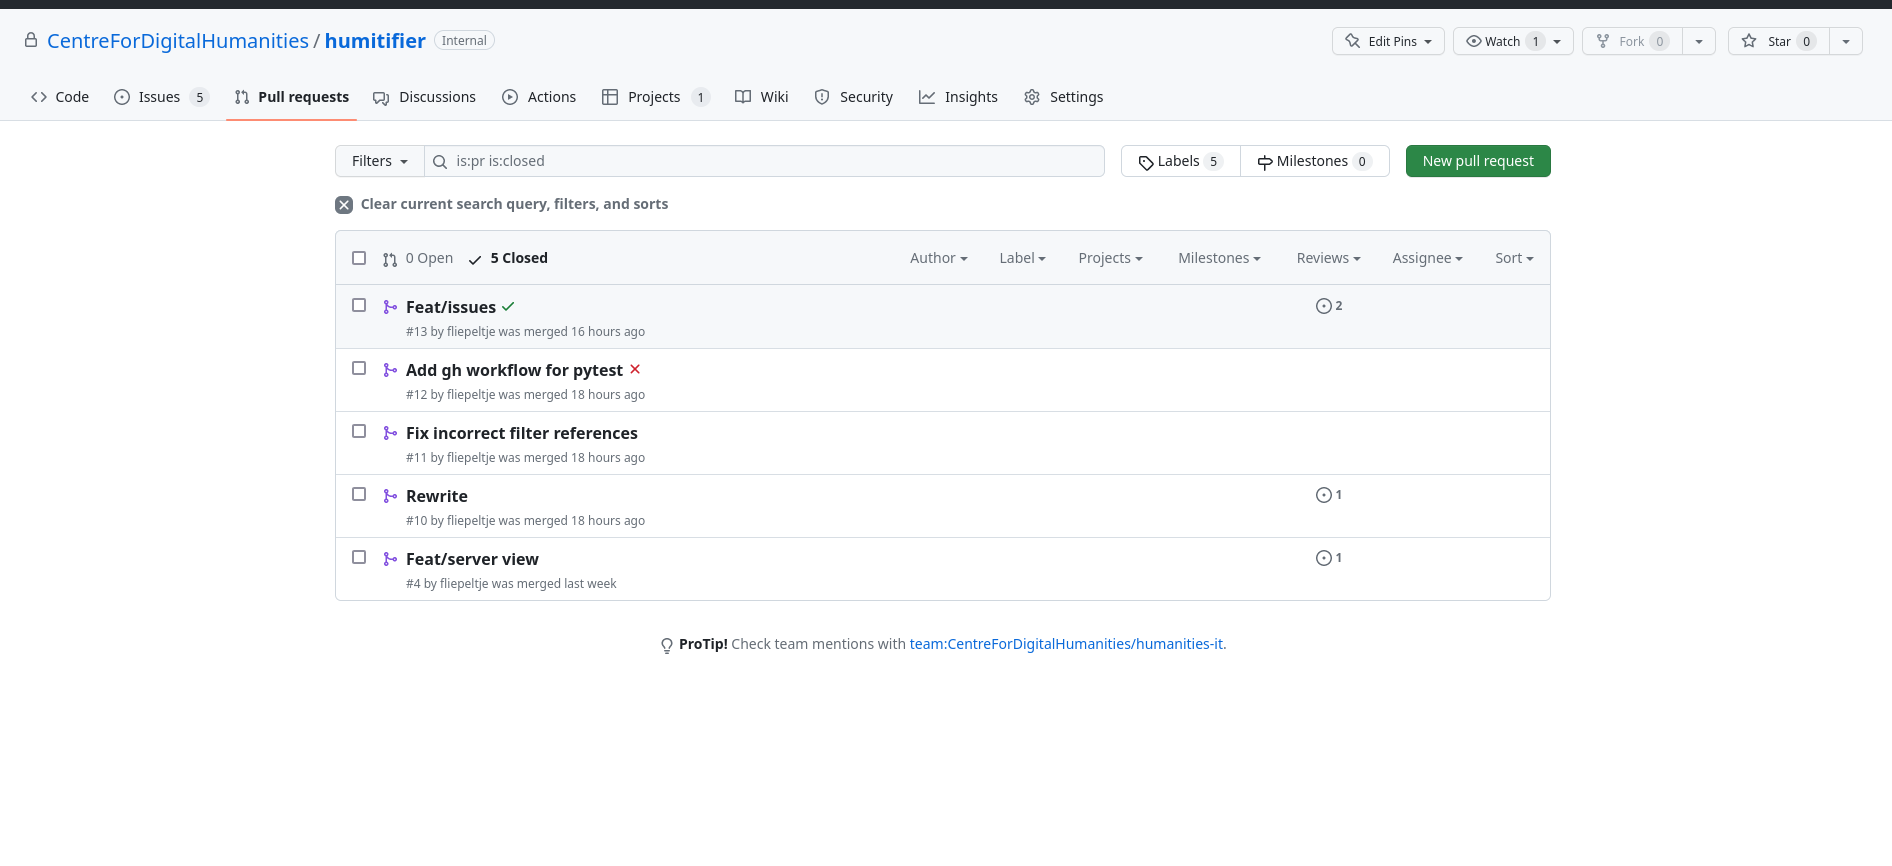 CentreForDigitalHumanities / humitifier Internal Edit Pins Watch 1 Fork 0 Star 0
Code Issues 5 Pull requests Discussions Actions Projects 1 Wiki Security Insights Settings
Filters is:pr is:closed Labels 5 Milestones 0 New pull request
Clear current search query, filters, and sorts
0 Open 5 Closed Author Label Projects Milestones Reviews Assignee Sort
Feat/issues 2
#13 by fliepeltje was merged 16 hours ago
Add gh workflow for pytest
#12 by fliepeltje was merged 18 hours ago
Fix incorrect filter references
#11 by fliepeltje was merged 18 hours ago
Rewrite 1
#10 by fliepeltje was merged 18 hours ago
Feat/server view 1
#4 by fliepeltje was merged last week
ProTip! Check team mentions with team:CentreForDigitalHumanities/humanities-it.